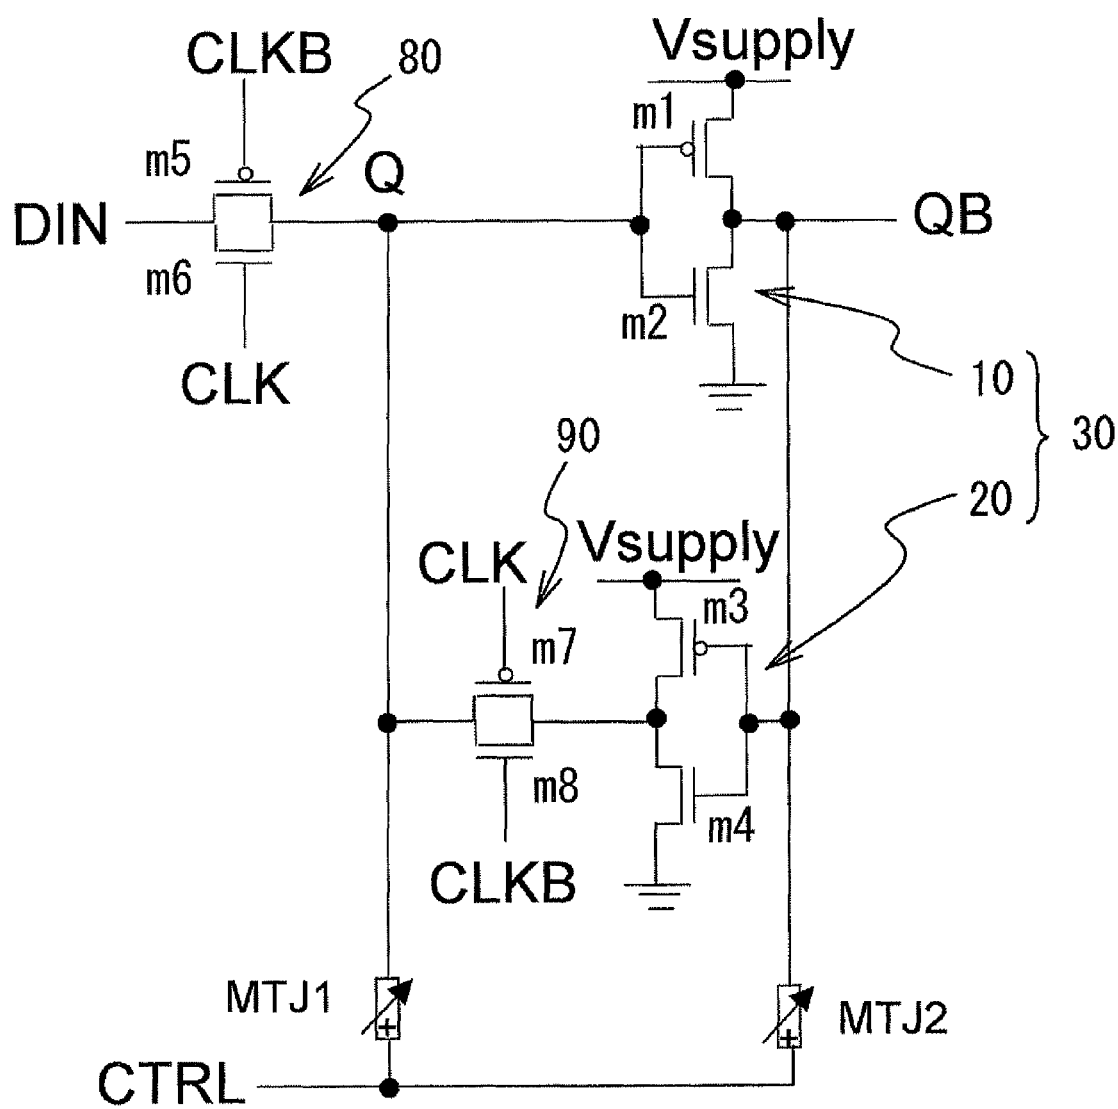 Vsupply
CLKB
80
m1
m5
Q
DIN
QB
m6
m2
CLK
10
30
90
20
Vsupply
CLK
m3
m7
m8
m4
CLKB
MTJ1
+
MTJ2
+
CTRL